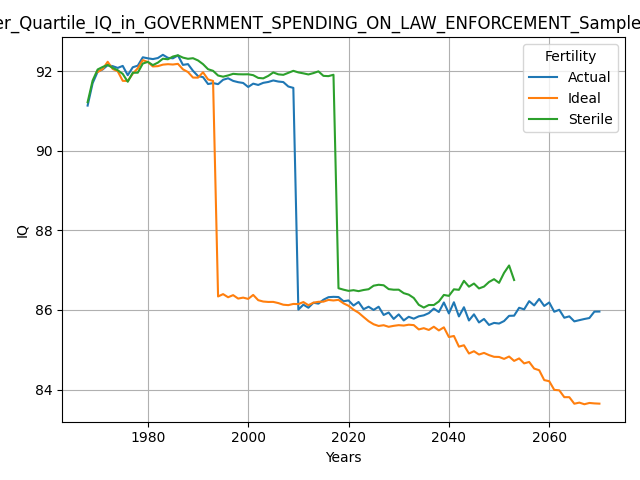 er_Quartile_IQ_in_GOVERNMENT_SPENDING_ON_LAW_ENFORCEMENT_Sample
Fertility
Actual
Ideal
Sterile
IQ
92
90
88
86
84
1980
2000
2020
2040
2060
Years